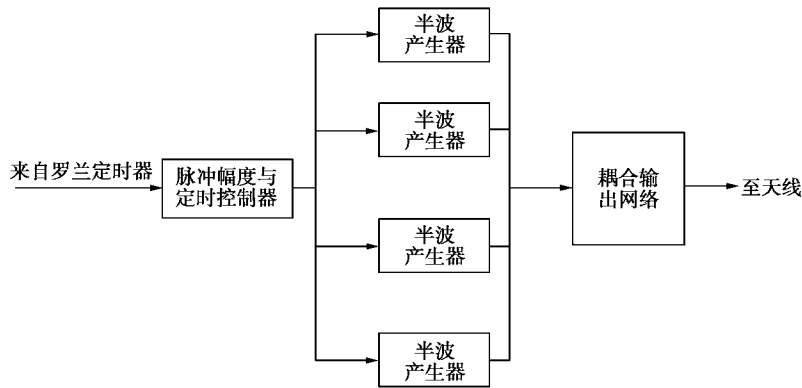 半波
产生器
半波
产生器
来自罗兰定时器
脉冲幅度与
定时控制器
耦合输
出网络
至天线
半波
产生器
半波
产生器